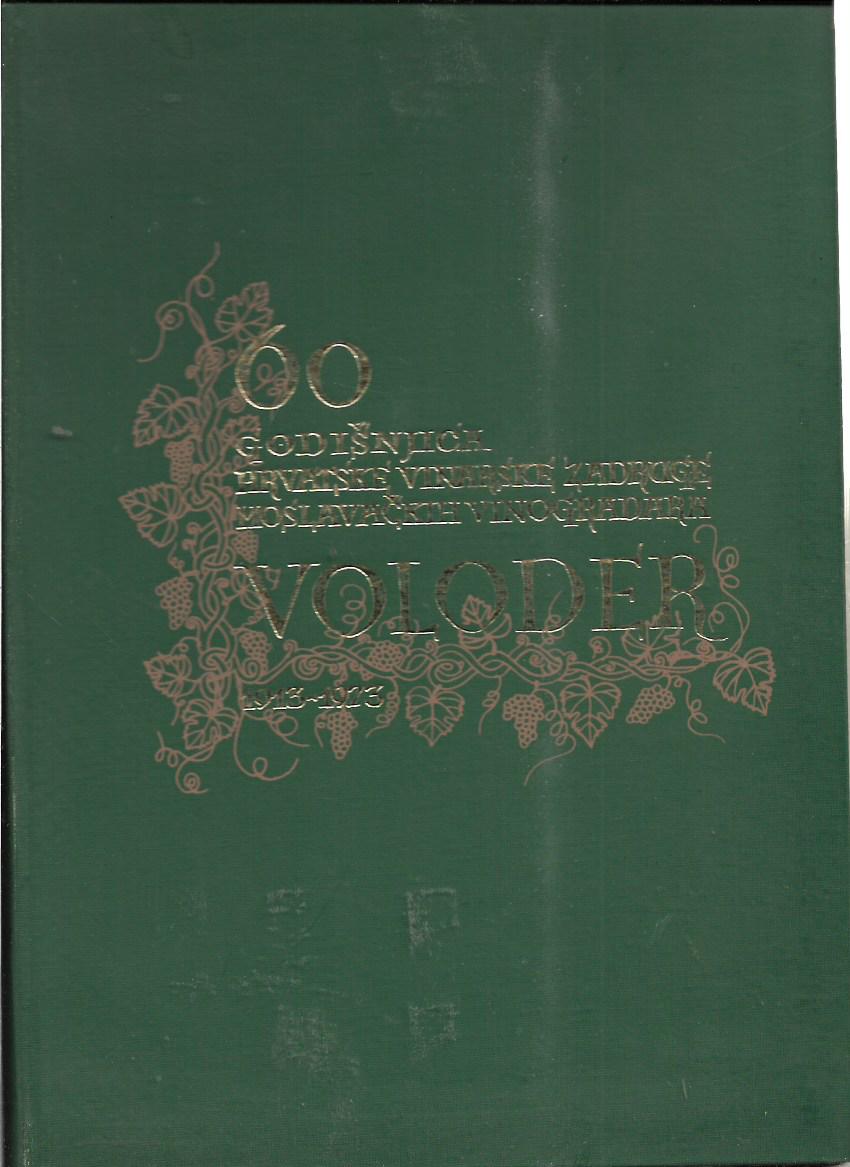 60
GODIŠNJICA
HRVATSKE VINARSKE ZADRUGE
MOSLAVAČKIH VINOGRADARA
VOLODER
1913-1973